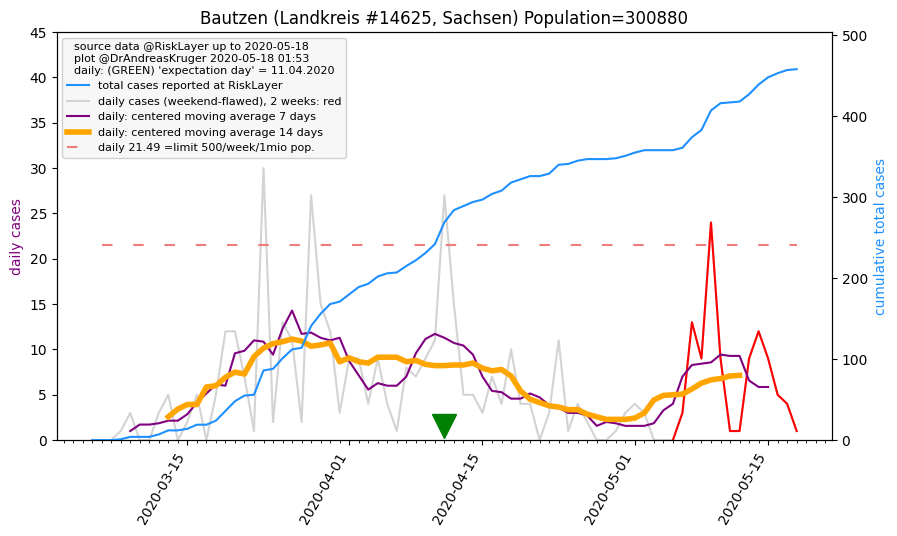 Bautzen (Landkreis #14625, Sachsen) Population=300880
source data @RiskLayer up to 2020-05-18
plot @DrAndreasKruger 2020-05-18 01:53
daily: (GREEN) 'expectation day' = 11.04.2020
total cases reported at RiskLayer
daily cases (weekend-flawed), 2 weeks: red
daily: centered moving average 7 days
daily: centered moving average 14 days
daily 21.49 =limit 500/week/1mio pop.
daily cases
45
40
35
30
25
20
15
10
5
0
500
400
300
200
100
0
cumulative total cases
2020-03-15
2020-04-01
2020-04-15
2020-05-01
2020-05-15